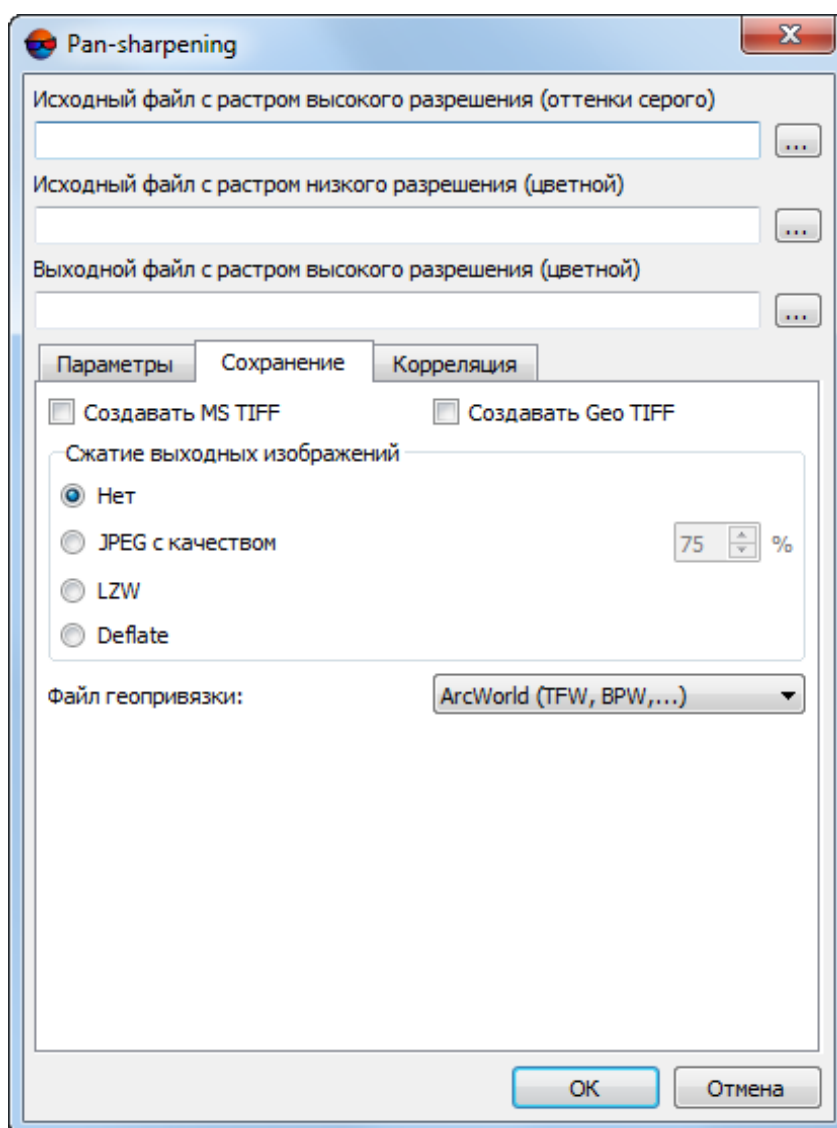 Pan-sharpening
Исходный файл с растром высокого разрешения (оттенки серого)
...
Исходный файл с растром низкого разрешения (цветной)
...
Выходной файл с растром высокого разрешения (цветной)
...
Параметры Сохранение Корреляция
Создавать MS TIFF Создавать Geo TIFF
Сжатие выходных изображений
Нет
JPEG с качеством 75 %
LZW
Deflate
Файл геопривязки: ArcWorld (TFW, BPW,...)
OK Отмена